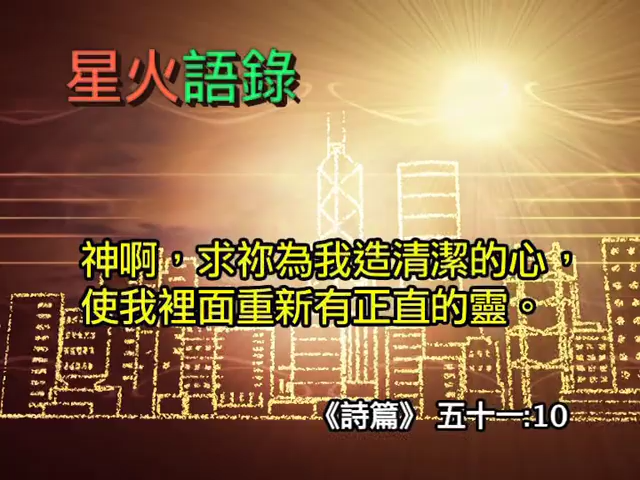 星火語錄
神啊，求祢為我造清潔的心，
使我裡面重新有正直的靈。
《詩篇》 五十一:10